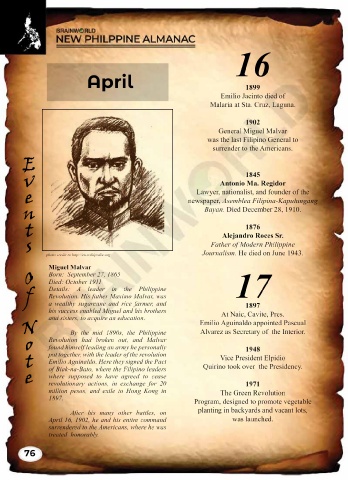 BRAINWORLD
NEW PHILPPINE ALMANAC
April
Events Of Note
Miguel Malvar
Born: September 27, 1865
Died: October 1911
Details: A leader in the Philippine
Revolution. His father Maximo Malvar, was
a wealthy sugarcane and rice farmer, and
his success enabled Miguel and his brothers
and sisters, to acquire an education.
By the mid 1890s, the Philippine
Revolution had broken out, and Malvar
found himself leading an army he personally
put together, with the leader of the revolution
Emilio Aguinaldo. Here they signed the Pact
of Biak-na-Bato, where the Filipino leaders
where supposed to have agreed to cease
revolutionary actions, in exchange for 20
million pesos, and exile to Hong Kong in
1897.
After his many other battles, on
April 16, 1902, he and his entire command
surrendered to the Americans, where he was
treated honorably.
76
16
1899
Emilio Jacinto died of
Malaria at Sta. Cruz, Laguna.
1902
General Miguel Malvar
was the last Filipino General to
surrender to the Americans.
1845
Antonio Ma. Regidor
Lawyer, nationalist, and founder of the
newspaper, Asemblea Filipina-Kapulungang
Bayan. Died December 28, 1910.
1876
Alejandro Roces Sr.
Father of Modern Philippine
Journalism. He died on June 1943.
17
1897
At Naic, Cavite, Pres.
Emilio Aguinaldo appointed Pascual
Alvarez as Secretary of the Interior.
1948
Vice President Elpidio
Quirino took over the Presidency.
1971
The Green Revolution
Program, designed to promote vegetable
planting in backyards and vacant lots,
was launched.